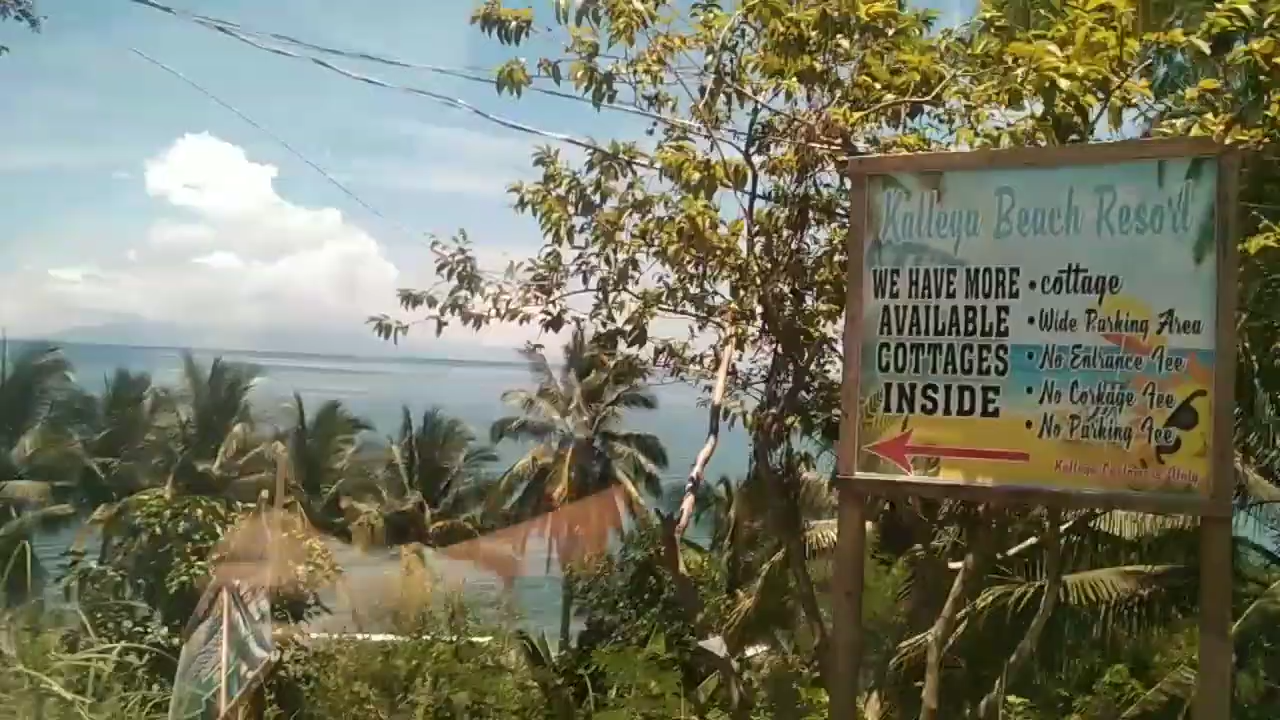 Kalleya Beach Resort
WE HAVE MORE
AVAILABLE
COTTAGES
INSIDE
• cottage
• Wide Parking Area
• No Entrance Fee
• No Corkage Fee
• No Parking Fee